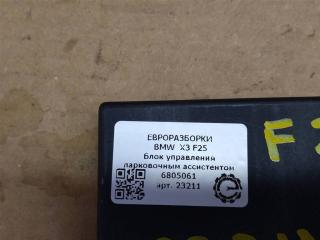 ЕВРОРАЗБОРКИ
BMW X3 F25
Блок управления
парковочным ассистентом
6805061
арт. 23211
F